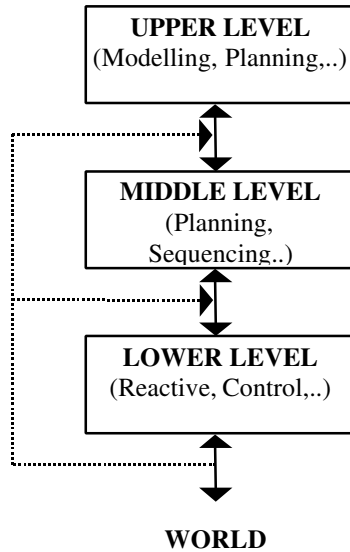 UPPER LEVEL
(Modelling, Planning,..)
MIDDLE LEVEL
(Planning,
Sequencing..)
LOWER LEVEL
(Reactive, Control,..)
WORLD